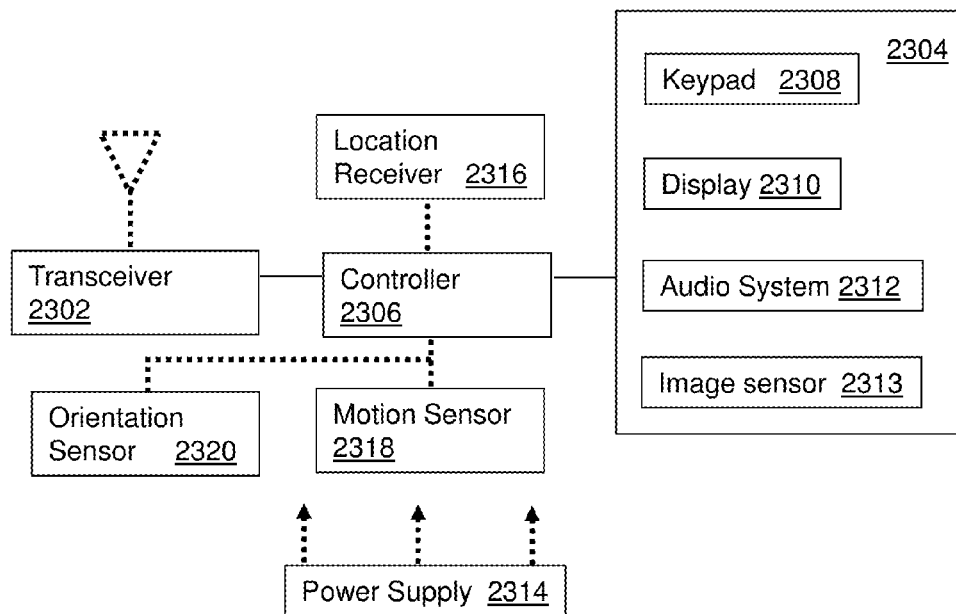 2304
Keypad 2308
Location
Receiver 2316
Display 2310
Transceiver
2302
Controller
2306
Audio System 2312
Image sensor 2313
Orientation
Sensor 2320
Motion Sensor
2318
Power Supply 2314